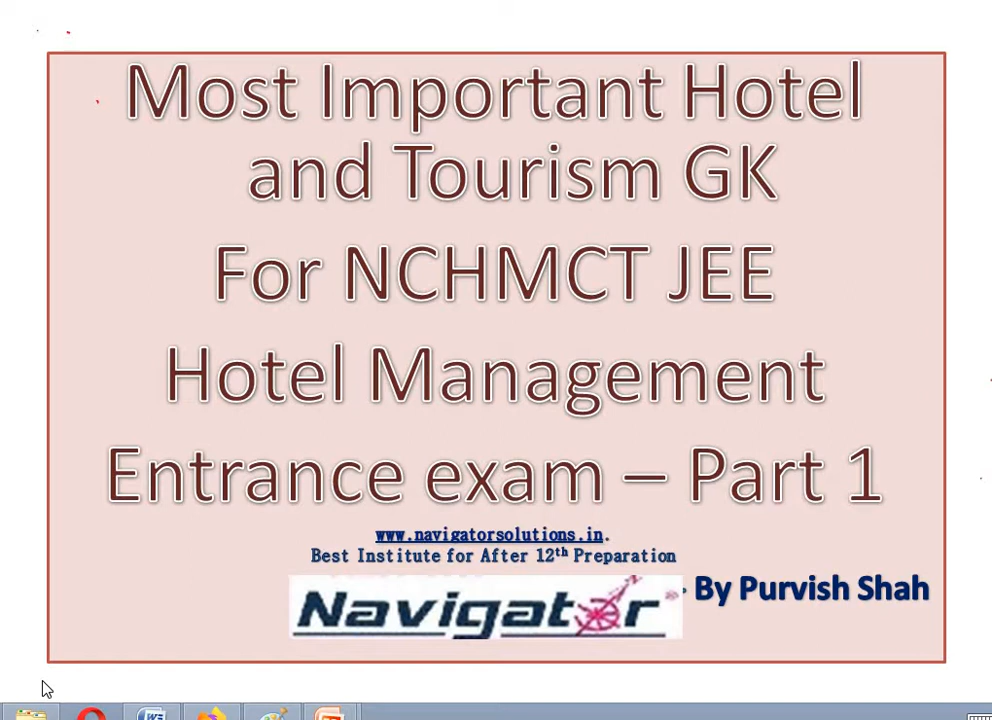 Most Important Hotel
and Tourism GK
For NCHMCT JEE
Hotel Management
Entrance exam – Part 1
www.navigatorsolutions.in.
Best Institute for After 12th Preparation
Navigator®
- By Purvish Shah